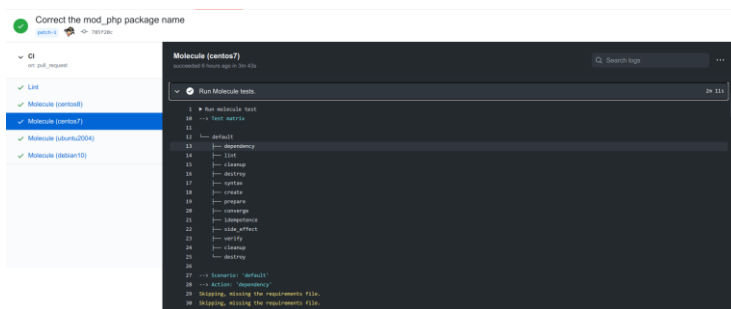 Correct the mod_php package name
patch-1 705f20c
CI
on: pull_request
Lint
Molecule (centos8)
Molecule (centos7)
Molecule (ubuntu2004)
Molecule (debian10)
Molecule (centos7)
succeeded 6 hours ago in 3m 43s
Search logs
Run Molecule tests.
2m 11s
1 ▶ Run molecule test
10 --> Test matrix
11
12 └── default
13 ├── dependency
14 ├── lint
15 ├── cleanup
16 ├── destroy
17 ├── syntax
18 ├── create
19 ├── prepare
20 ├── converge
21 ├── idempotence
22 ├── side_effect
23 ├── verify
24 ├── cleanup
25 └── destroy
26
27 --> Scenario: 'default'
28 --> Action: 'dependency'
29 Skipping, missing the requirements file.
30 Skipping, missing the requirements file.